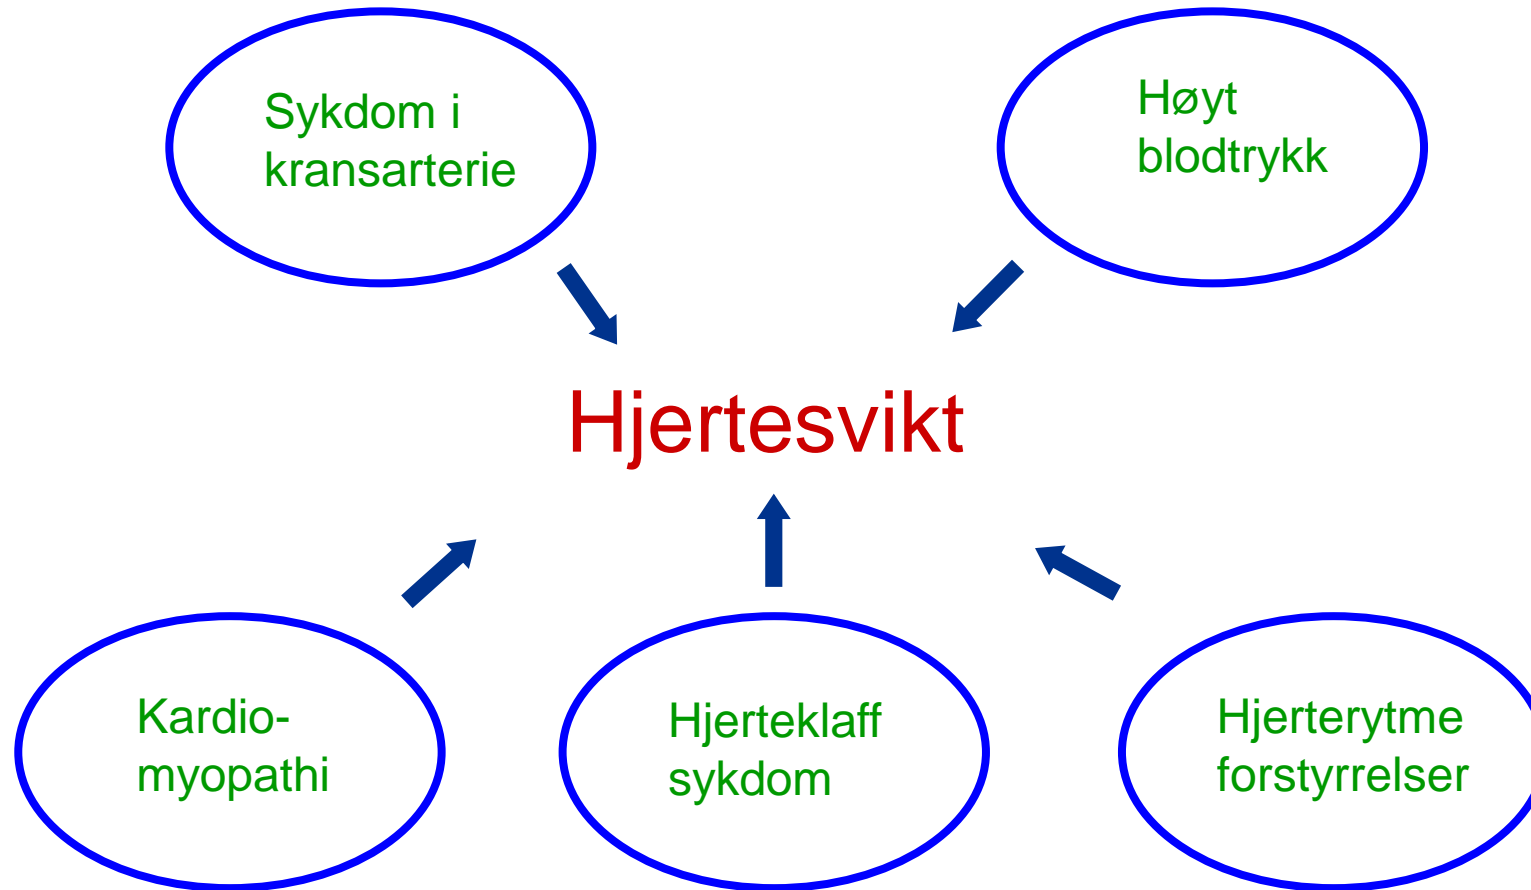 Sykdom i
kransarterie
Høyt
blodtrykk
Hjertesvikt
Kardio-
myopathi
Hjerteklaff
sykdom
Hjerterytme
forstyrrelser